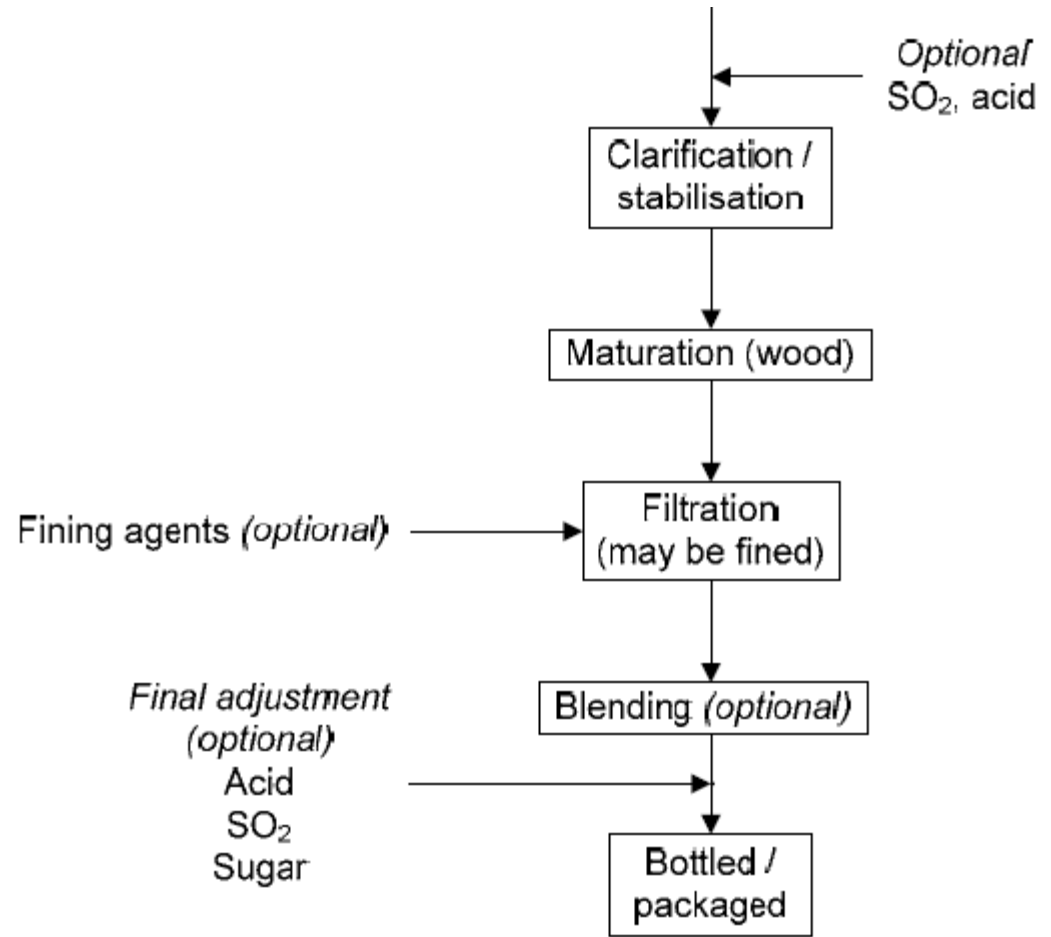 Optional
SO₂, acid
Clarification /
stabilisation
Maturation (wood)
Filtration
(may be fined)
Fining agents (optional)
Blending (optional)
Final adjustment
(optional)
Acid
SO₂
Sugar
Bottled /
packaged